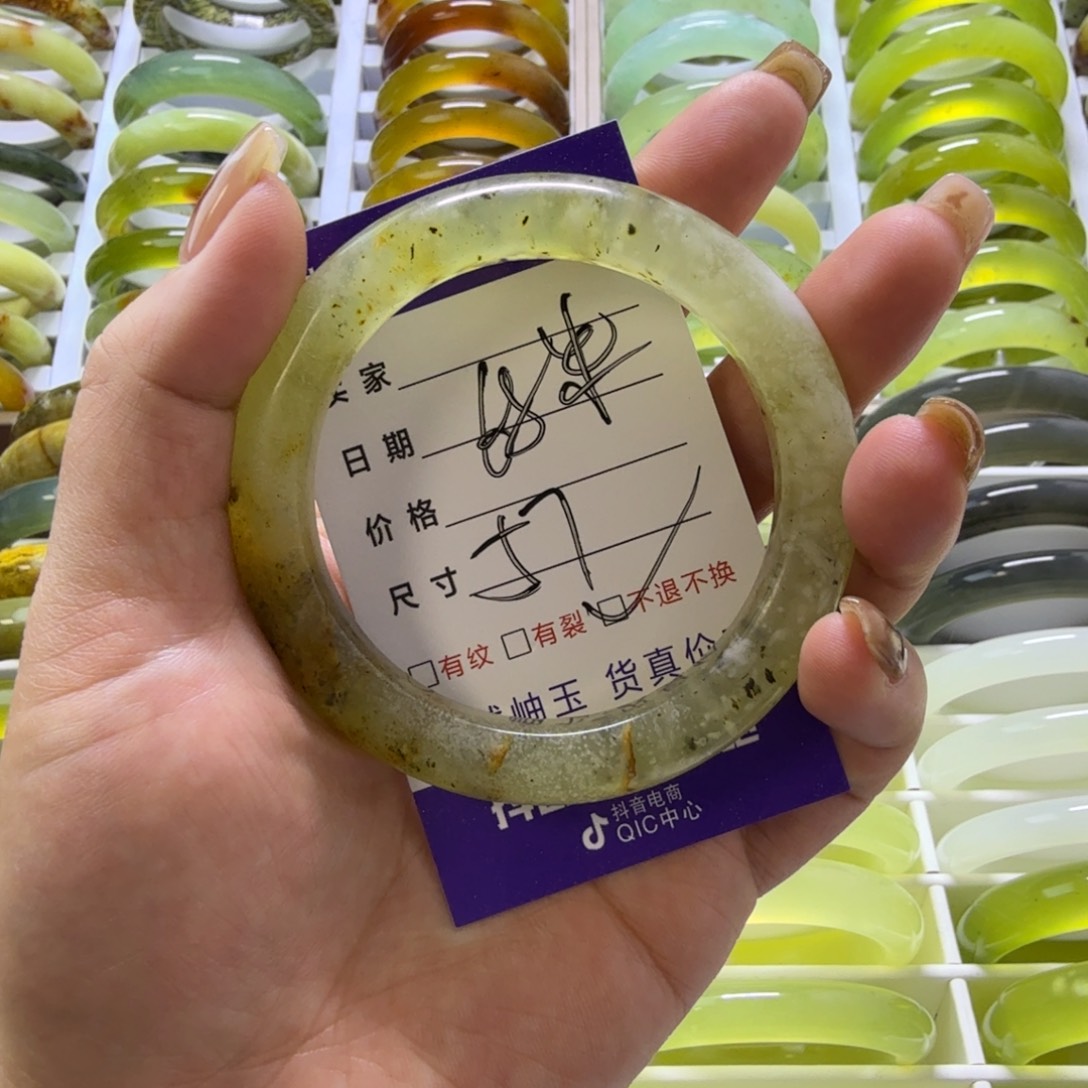 家
日期
价格
尺寸 57
有纹 有裂 不退不换
岫玉 货真价
抖音电商
QIC中心